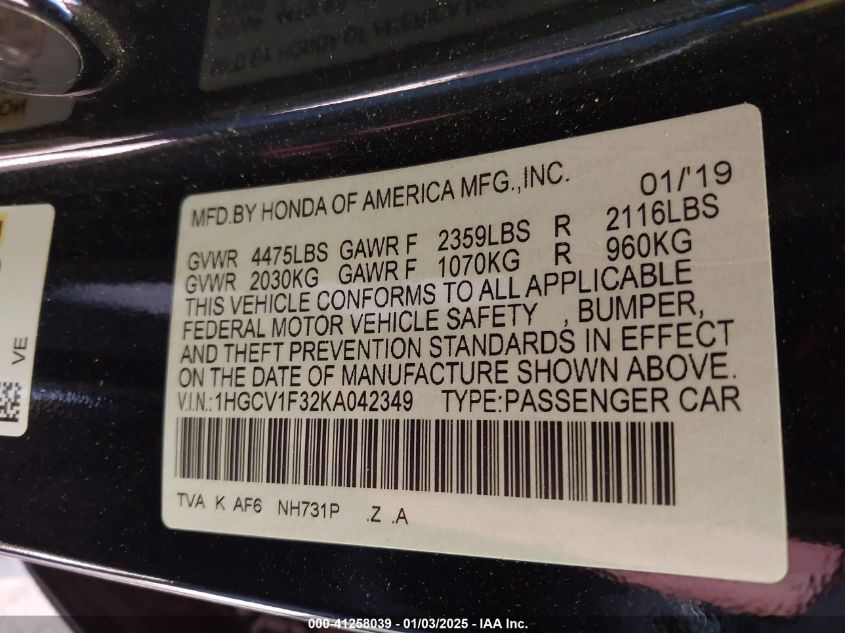 MFD.BY HONDA OF AMERICA MFG.,INC. 01/'19
GVWR 4475LBS GAWR F 2359LBS R 2116LBS
GVWR 2030KG GAWR F 1070KG R 960KG
THIS VEHICLE CONFORMS TO ALL APPLICABLE
FEDERAL MOTOR VEHICLE SAFETY , BUMPER,
AND THEFT PREVENTION STANDARDS IN EFFECT
ON THE DATE OF MANUFACTURE SHOWN ABOVE.
V.I.N.:1HGCV1F32KA042349 TYPE:PASSENGER CAR
TVA K AF6 NH731P .Z .A
VE
000-41258039 - 01/03/2025 - IAA Inc.